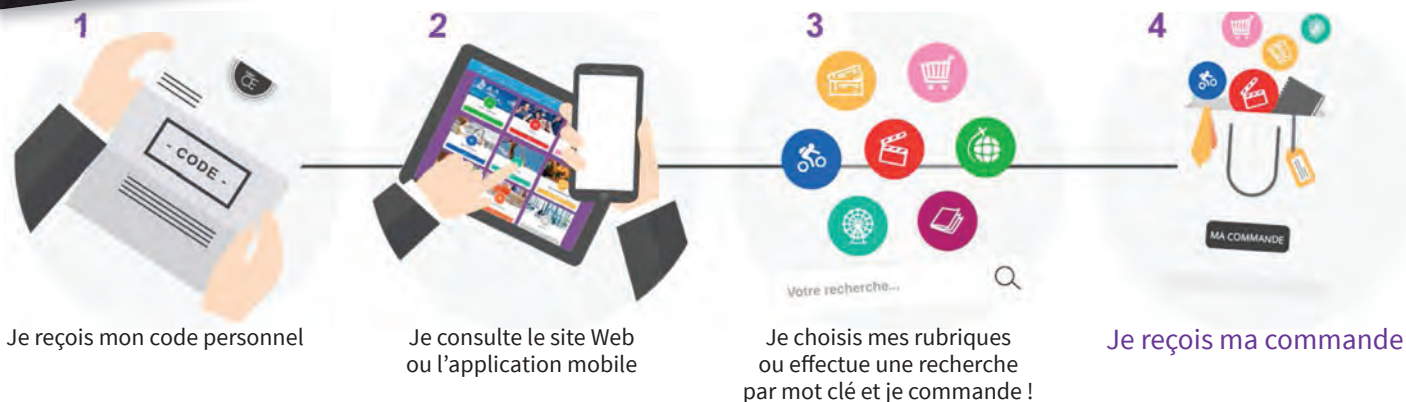 1
2
3
4
CE
- CODE -
Votre recherche...
MA COMMANDE
Je reçois mon code personnel
Je consulte le site Web
ou l'application mobile
Je choisis mes rubriques
ou effectue une recherche
par mot clé et je commande !
Je reçois ma commande